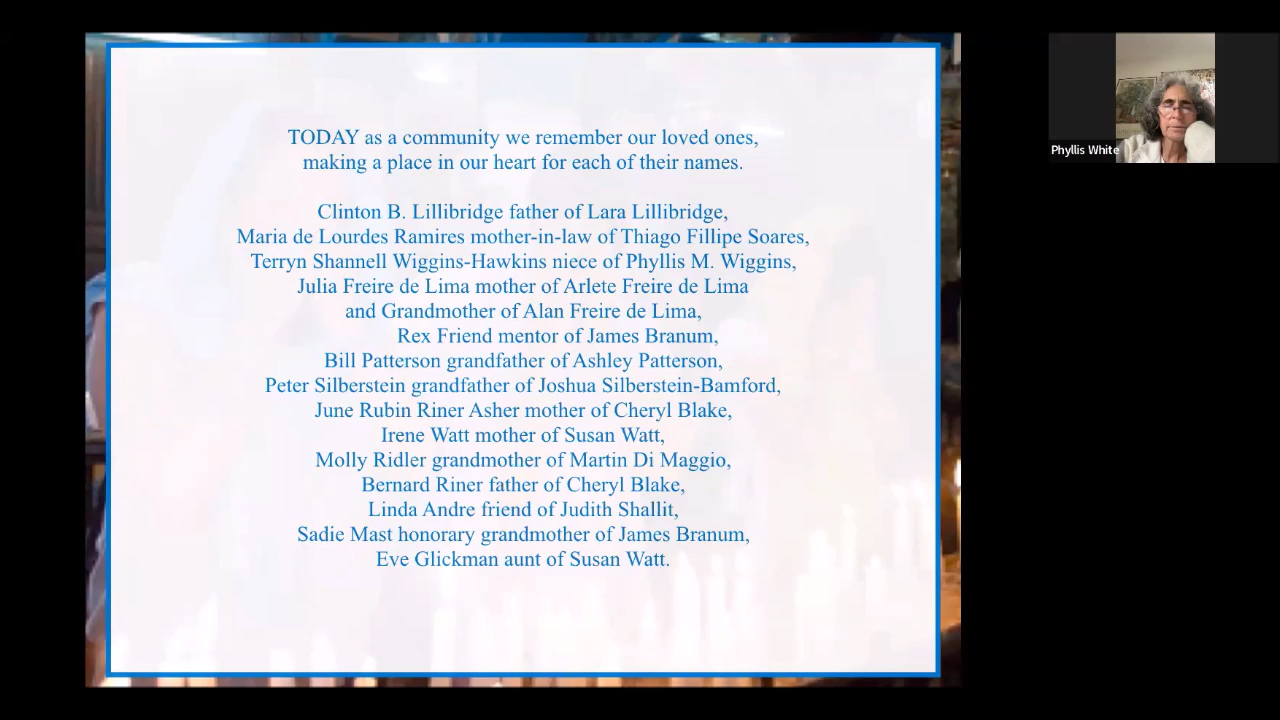 TODAY as a community we remember our loved ones,
making a place in our heart for each of their names.
Clinton B. Lillibridge father of Lara Lillibridge,
Maria de Lourdes Ramires mother-in-law of Thiago Fillipe Soares,
Terryn Shannell Wiggins-Hawkins niece of Phyllis M. Wiggins,
Julia Freire de Lima mother of Arlete Freire de Lima
and Grandmother of Alan Freire de Lima,
Rex Friend mentor of James Branum,
Bill Patterson grandfather of Ashley Patterson,
Peter Silberstein grandfather of Joshua Silberstein-Bamford,
June Rubin Riner Asher mother of Cheryl Blake,
Irene Watt mother of Susan Watt,
Molly Ridler grandmother of Martin Di Maggio,
Bernard Riner father of Cheryl Blake,
Linda Andre friend of Judith Shallit,
Sadie Mast honorary grandmother of James Branum,
Eve Glickman aunt of Susan Watt.
Phyllis White